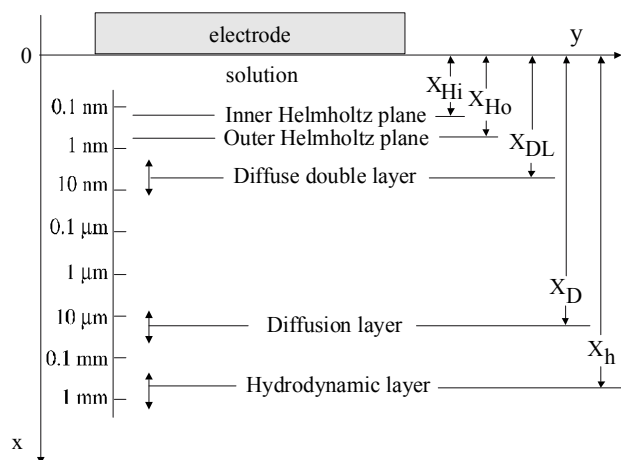 electrode
0
y
solution
X_Hi
X_Ho
0.1 nm
Inner Helmholtz plane
Outer Helmholtz plane
1 nm
X_DL
Diffuse double layer
10 nm
0.1 μm
1 μm
X_D
10 μm
Diffusion layer
X_h
0.1 mm
Hydrodynamic layer
1 mm
x